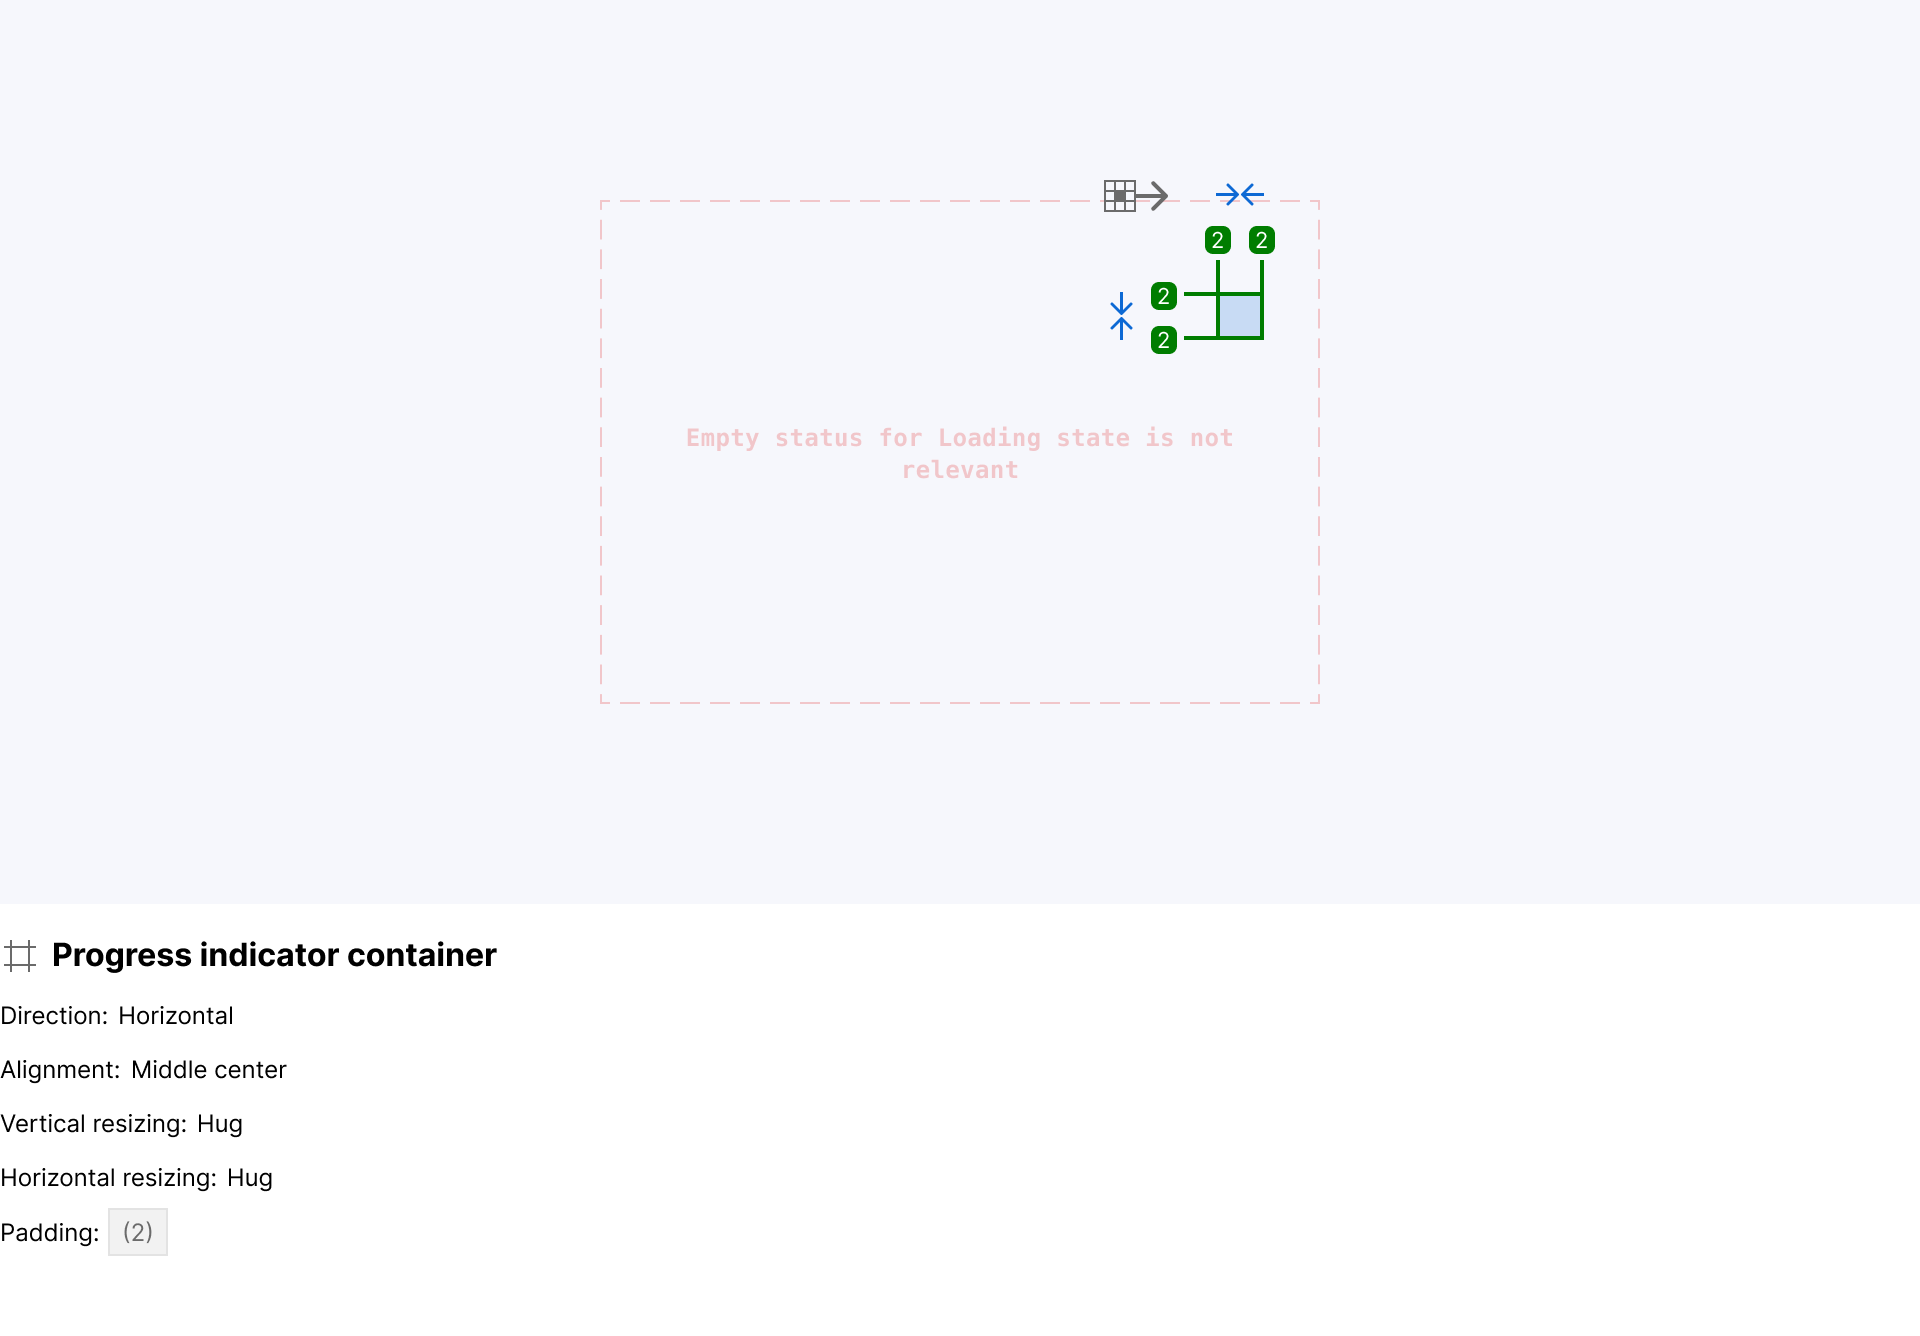 2 2
2
2
Empty status for Loading state is not
relevant
Progress indicator container
Direction: Horizontal
Alignment: Middle center
Vertical resizing: Hug
Horizontal resizing: Hug
Padding: (2)